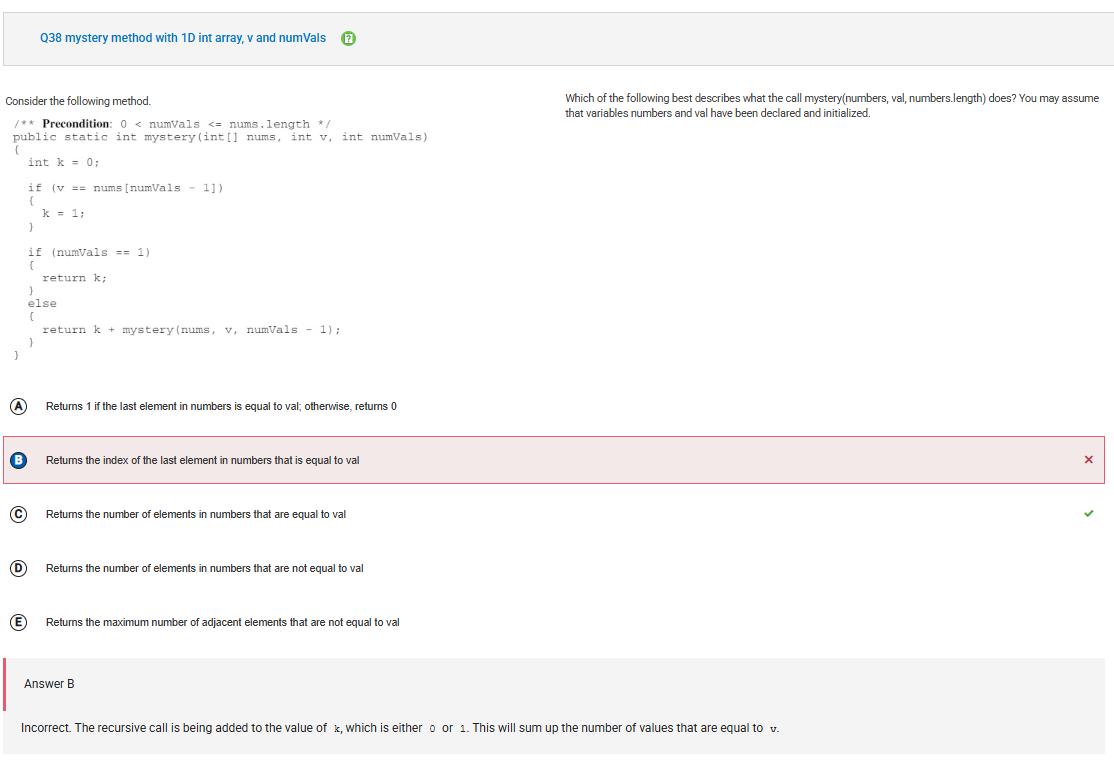 Q38 mystery method with 1D int array, v and numVals
Consider the following method.
/** Precondition: 0 < numVals <= nums.length */
public static int mystery(int[] nums, int v, int numVals)
{
int k = 0;
if (v == nums[numVals - 1])
{
k = 1;
}
if (numVals == 1)
{
return k;
}
else
{
return k + mystery(nums, v, numVals - 1);
}
}
Which of the following best describes what the call mystery(numbers, val, numbers.length) does? You may assume
that variables numbers and val have been declared and initialized.
A Returns 1 if the last element in numbers is equal to val; otherwise, returns 0
B Returns the index of the last element in numbers that is equal to val
C Returns the number of elements in numbers that are equal to val
D Returns the number of elements in numbers that are not equal to val
E Returns the maximum number of adjacent elements that are not equal to val
Answer B
Incorrect. The recursive call is being added to the value of k, which is either 0 or 1. This will sum up the number of values that are equal to v.